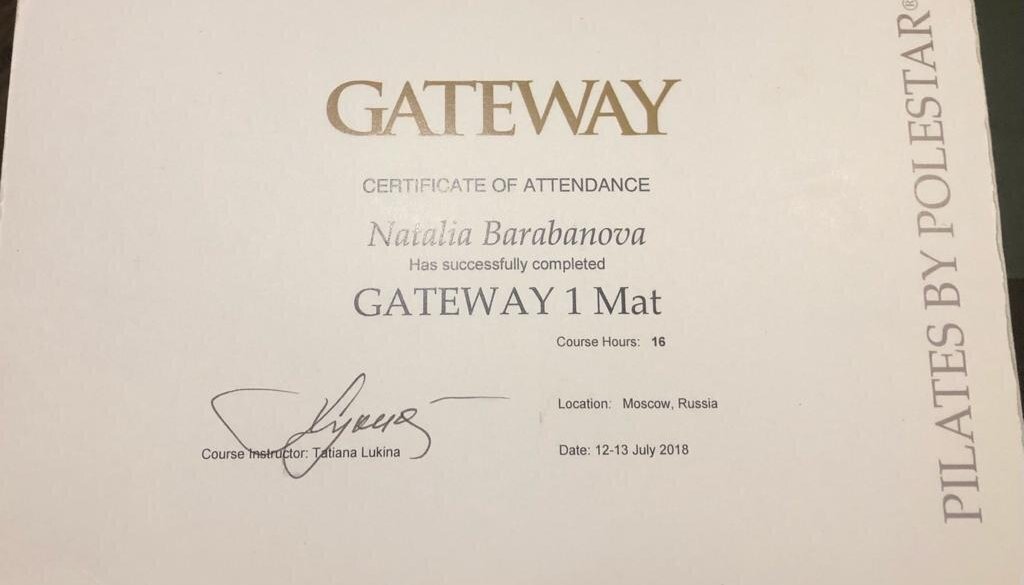 GATEWAY
CERTIFICATE OF ATTENDANCE
Natalia Barabanova
Has successfully completed
GATEWAY 1 Mat
Course Hours: 16
Location: Moscow, Russia
Course Instructor: Tatiana Lukina
Date: 12-13 July 2018
PILATES BY POLESTAR®